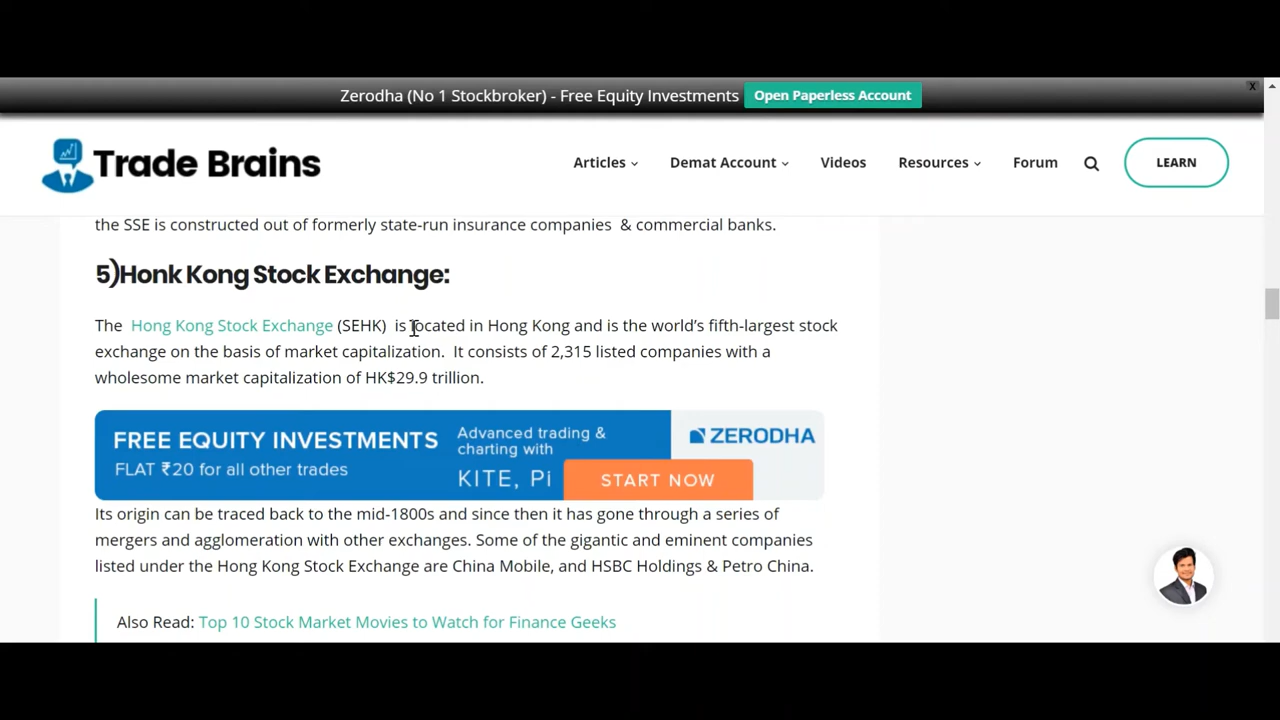 Zerodha (No 1 Stockbroker) - Free Equity Investments Open Paperless Account X
Trade Brains Articles Demat Account Videos Resources Forum LEARN
the SSE is constructed out of formerly state-run insurance companies & commercial banks.
5)Honk Kong Stock Exchange:
The Hong Kong Stock Exchange (SEHK) is located in Hong Kong and is the world's fifth-largest stock
exchange on the basis of market capitalization. It consists of 2,315 listed companies with a
wholesome market capitalization of HK$29.9 trillion.
FREE EQUITY INVESTMENTS
FLAT ₹20 for all other trades
Advanced trading &
charting with
KITE, Pi
ZERODHA
START NOW
Its origin can be traced back to the mid-1800s and since then it has gone through a series of
mergers and agglomeration with other exchanges. Some of the gigantic and eminent companies
listed under the Hong Kong Stock Exchange are China Mobile, and HSBC Holdings & Petro China.
Also Read: Top 10 Stock Market Movies to Watch for Finance Geeks